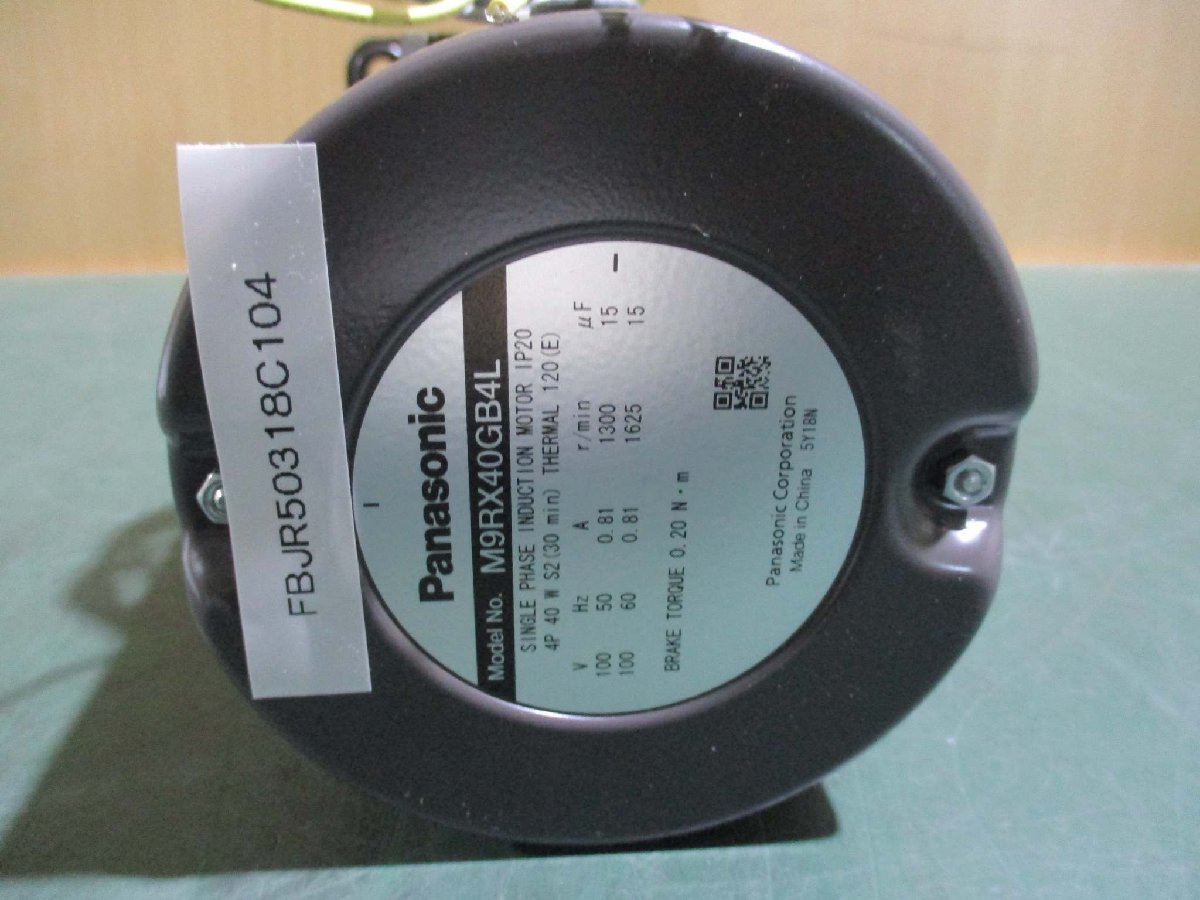 FBJR50318C104
Panasonic
Model No. M9RX40GB4L
SINGLE PHASE INDUCTION MOTOR IP20
4P 40 W S2(30 min) THERMAL 120(E)
V Hz A r/min μF
100 50 0.81 1300 15
100 60 0.81 1625 15
BRAKE TORQUE 0.20 N・m
Panasonic Corporation
Made in China 5Y18N